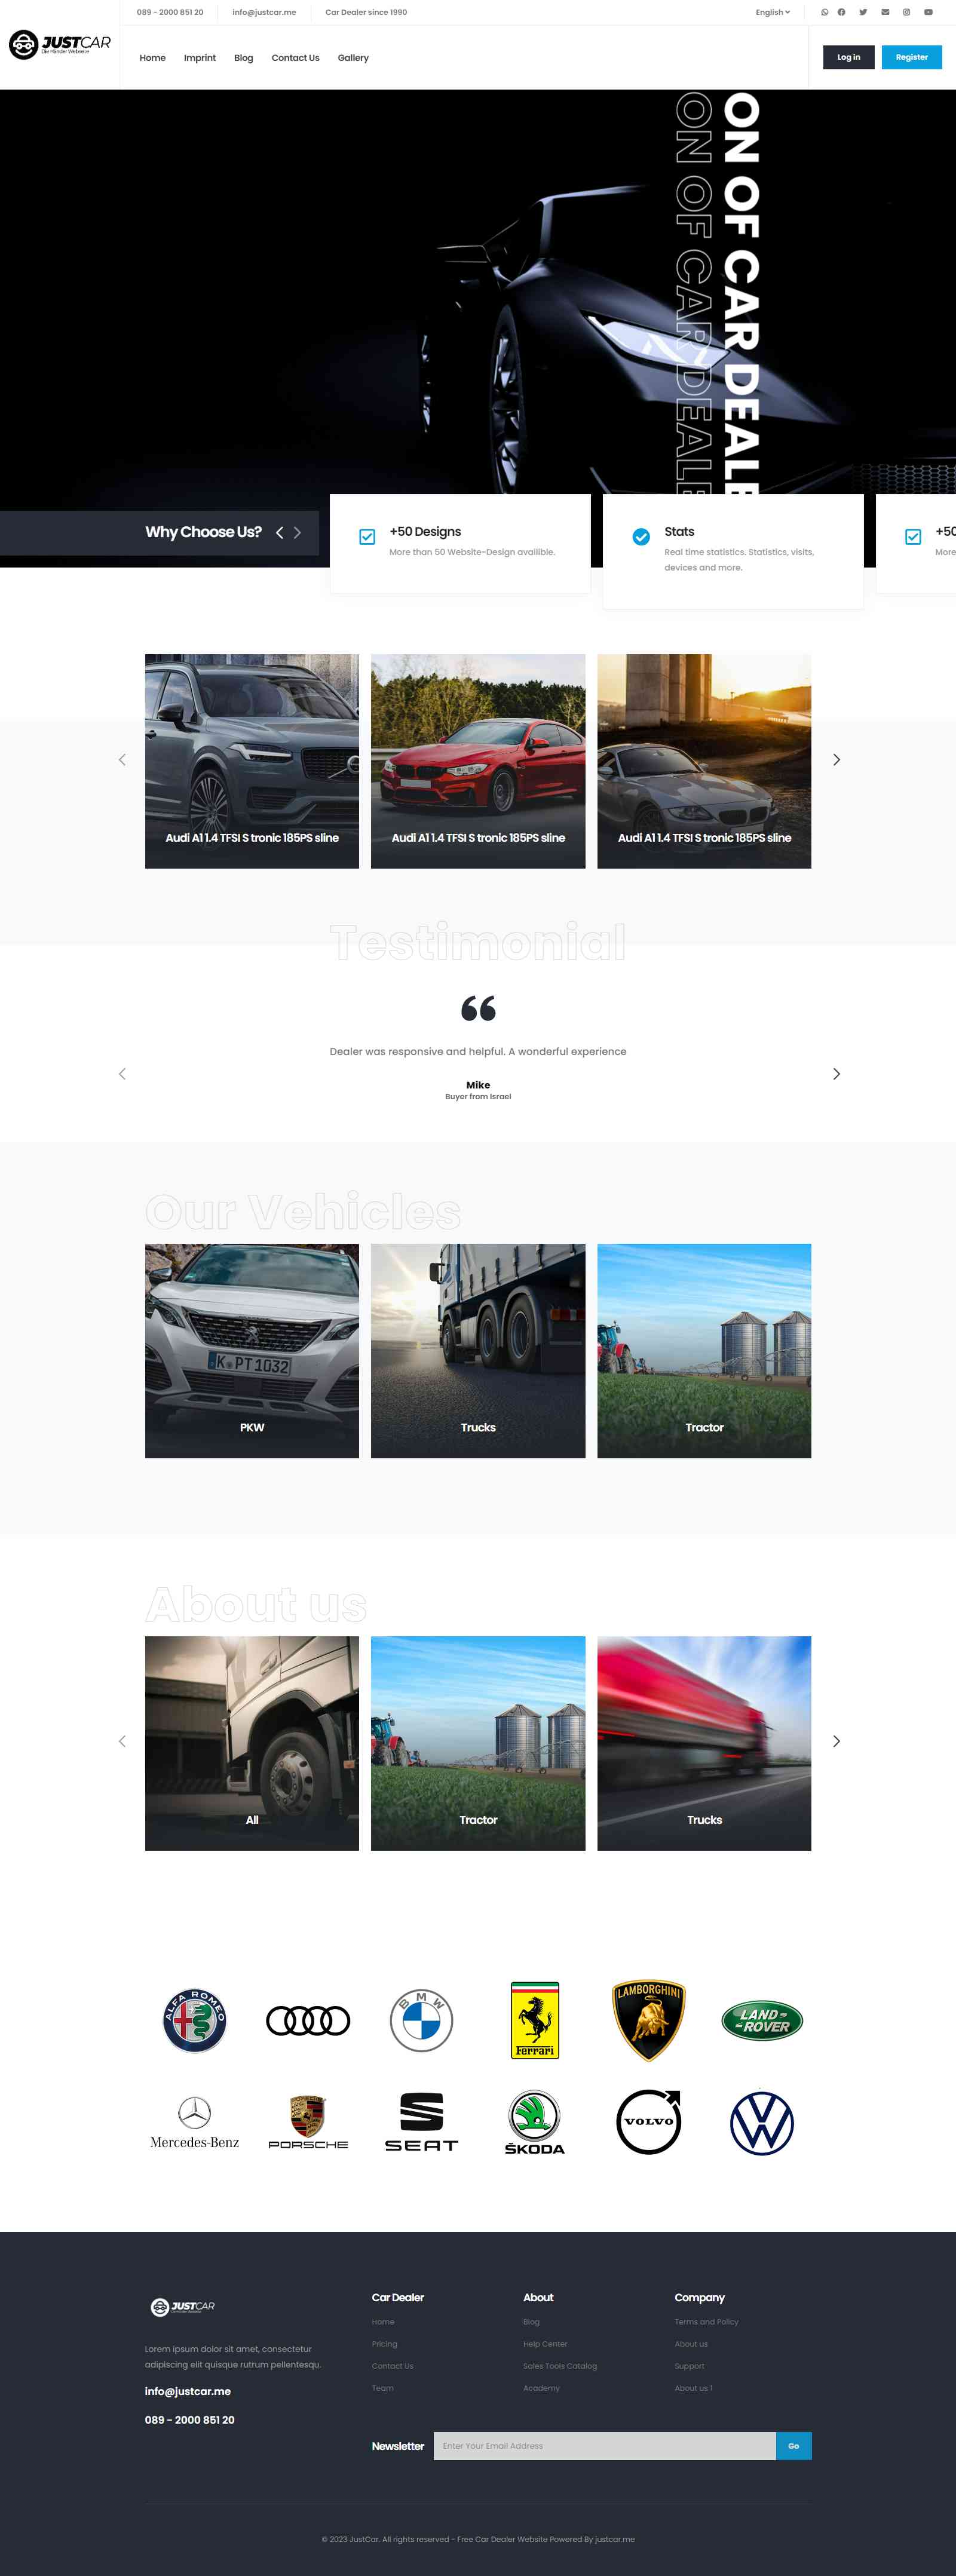 089 - 2000 851 20
info@justcar.me
Car Dealer since 1990
English
JUSTCAR
Die Händler Webseite
Home
Imprint
Blog
Contact Us
Gallery
Log in
Register
ON OF CAR DEALE
ON OF CAR DEALE
Why Choose Us?
+50 Designs
More than 50 Website-Design availible.
Stats
Real time statistics. Statistics, visits,
devices and more.
+50
More
Audi A1 1.4 TFSI S tronic 185PS sline
Audi A1 1.4 TFSI S tronic 185PS sline
Audi A1 1.4 TFSI S tronic 185PS sline
Testimonial
Dealer was responsive and helpful. A wonderful experience
Mike
Buyer from Israel
Our Vehicles
K PT 1032
PKW
Trucks
Tractor
About us
All
Tractor
Trucks
ALFA ROMEO
BMW
Ferrari
LAMBORGHINI
LAND ROVER
Mercedes-Benz
PORSCHE
SEAT
ŠKODA
VOLVO
JUSTCAR
Lorem ipsum dolor sit amet, consectetur
adipiscing elit quisque rutrum pellentesqu.
info@justcar.me
089 - 2000 851 20
Car Dealer
Home
Pricing
Contact Us
Team
About
Blog
Help Center
Sales Tools Catalog
Academy
Company
Terms and Policy
About us
Support
About us 1
Newsletter
Enter Your Email Address
Go
© 2023 JustCar. All rights reserved - Free Car Dealer Website Powered By justcar.me